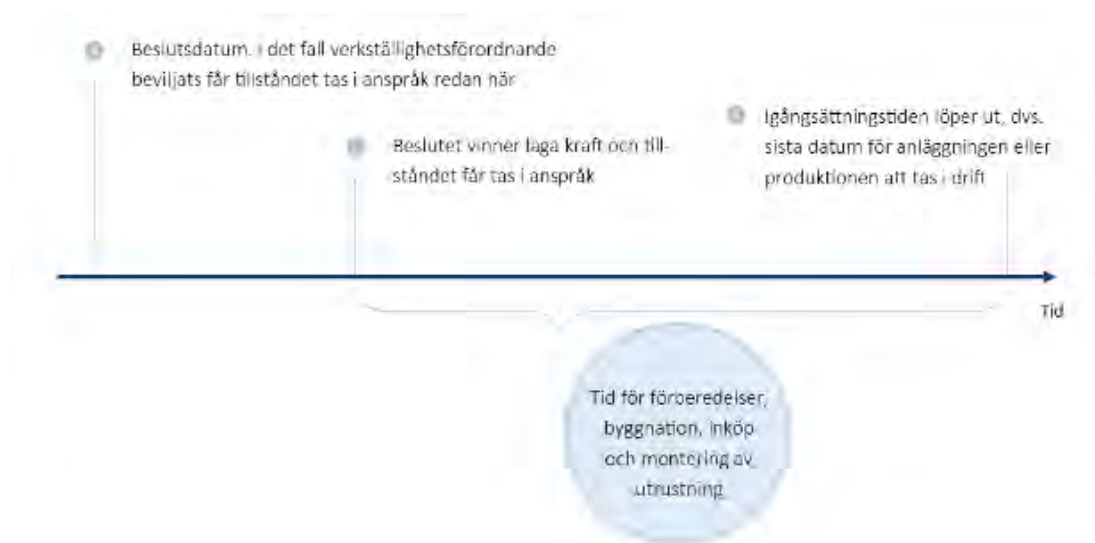 Beslutsdatum, i det fall verkställighetsförordnande
beviljats får tillståndet tas i anspråk redan här
Beslutet vinner laga kraft och till-
ståndet får tas i anspråk
Igångsättningstiden löper ut, dvs.
sista datum för anläggningen eller
produktionen att tas i drift
Tid
Tid för förberedelser,
byggnation, inköp
och montering av
utrustning